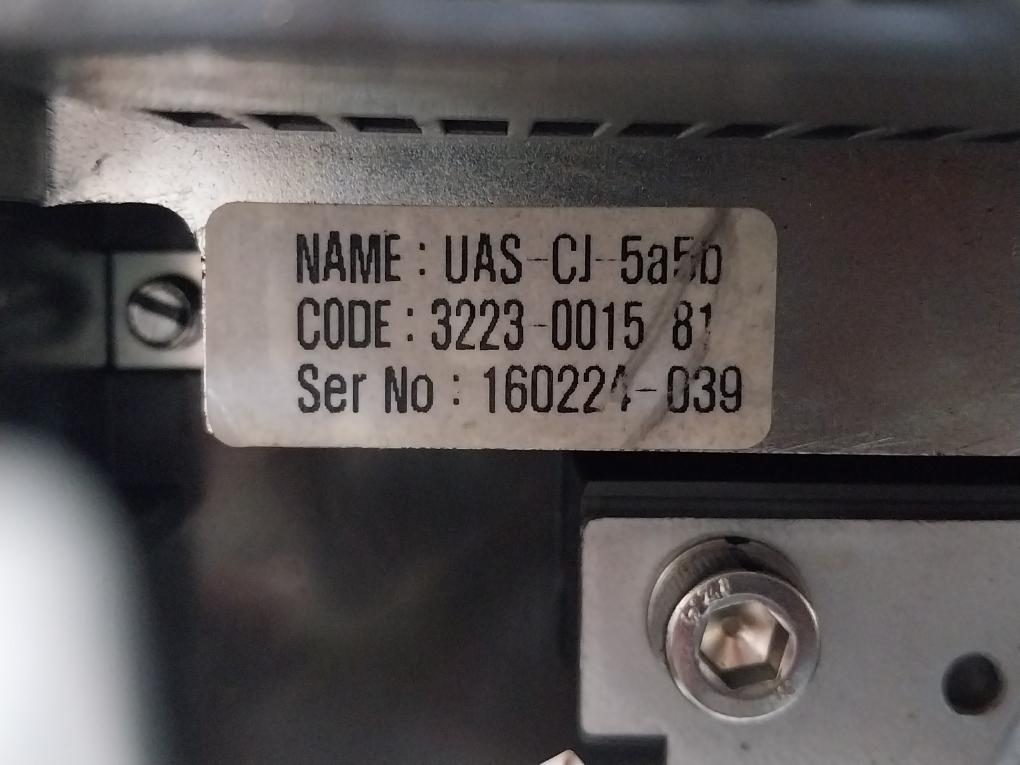 NAME : UAS-CJ-5a5b
CODE : 3223-0015 81
Ser No : 160224-039